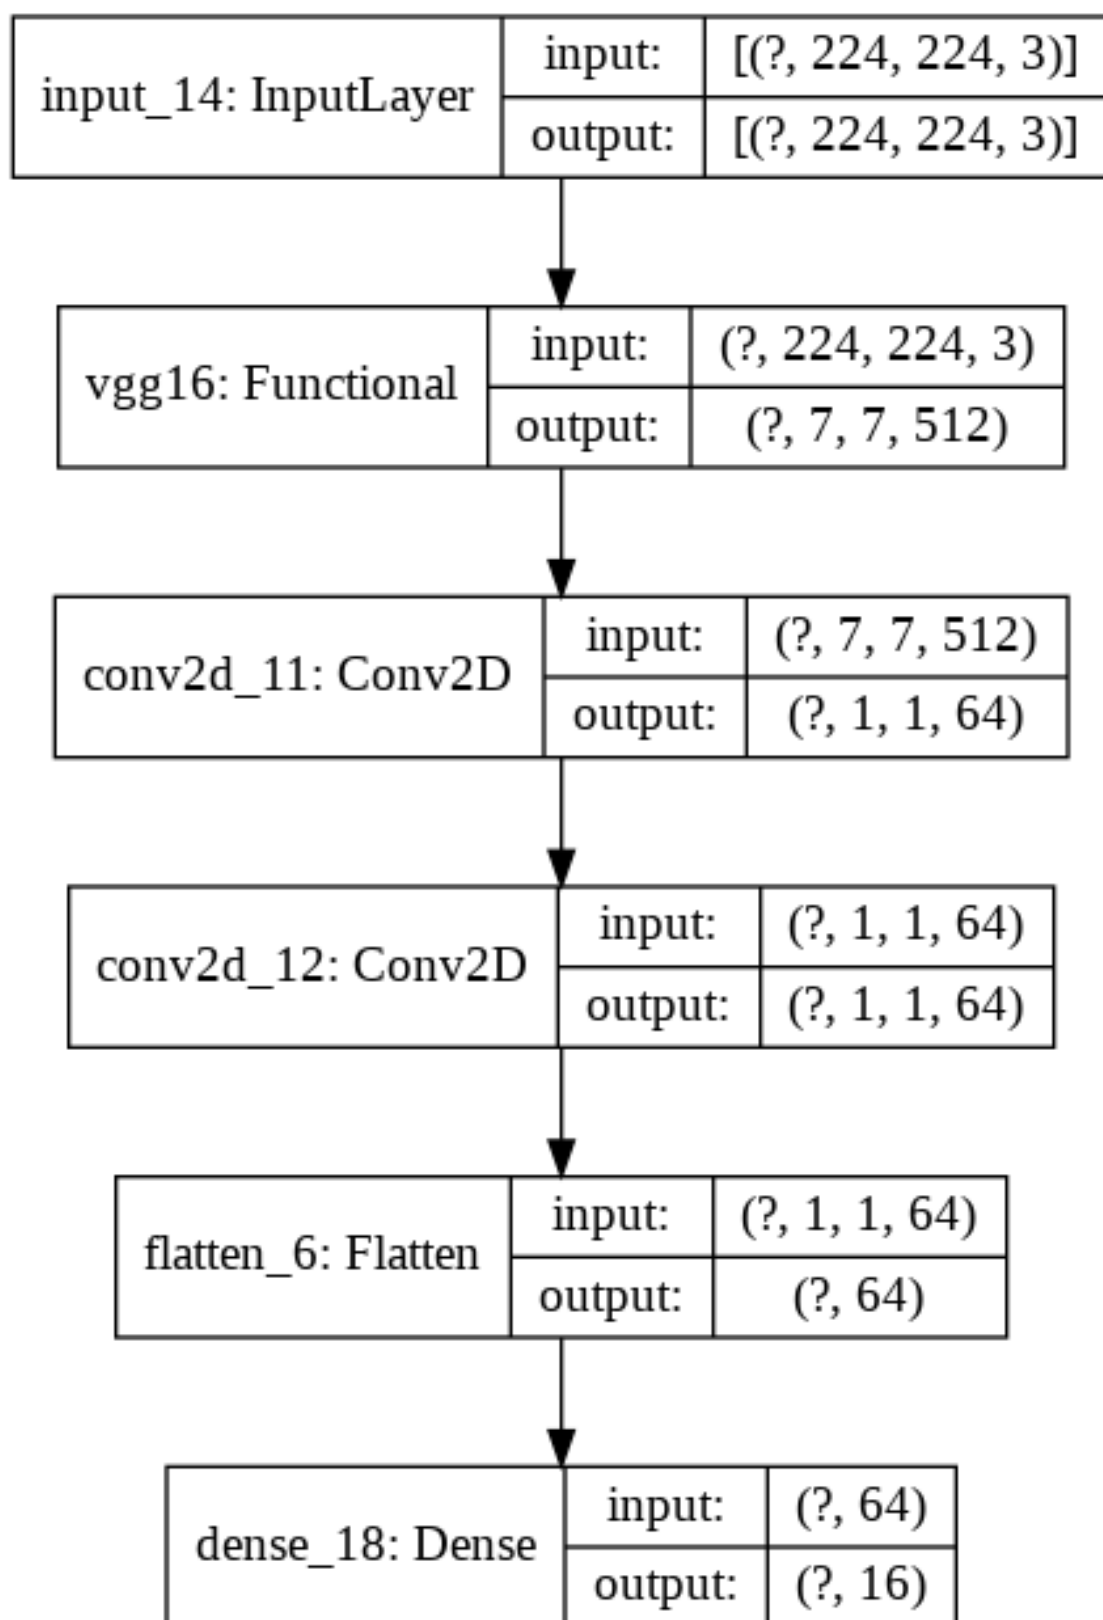 input_14: InputLayer
input: [(?, 224, 224, 3)]
output: [(?, 224, 224, 3)]
vgg16: Functional
input: (?, 224, 224, 3)
output: (?, 7, 7, 512)
conv2d_11: Conv2D
input: (?, 7, 7, 512)
output: (?, 1, 1, 64)
conv2d_12: Conv2D
input: (?, 1, 1, 64)
output: (?, 1, 1, 64)
flatten_6: Flatten
input: (?, 1, 1, 64)
output: (?, 64)
dense_18: Dense
input: (?, 64)
output: (?, 16)